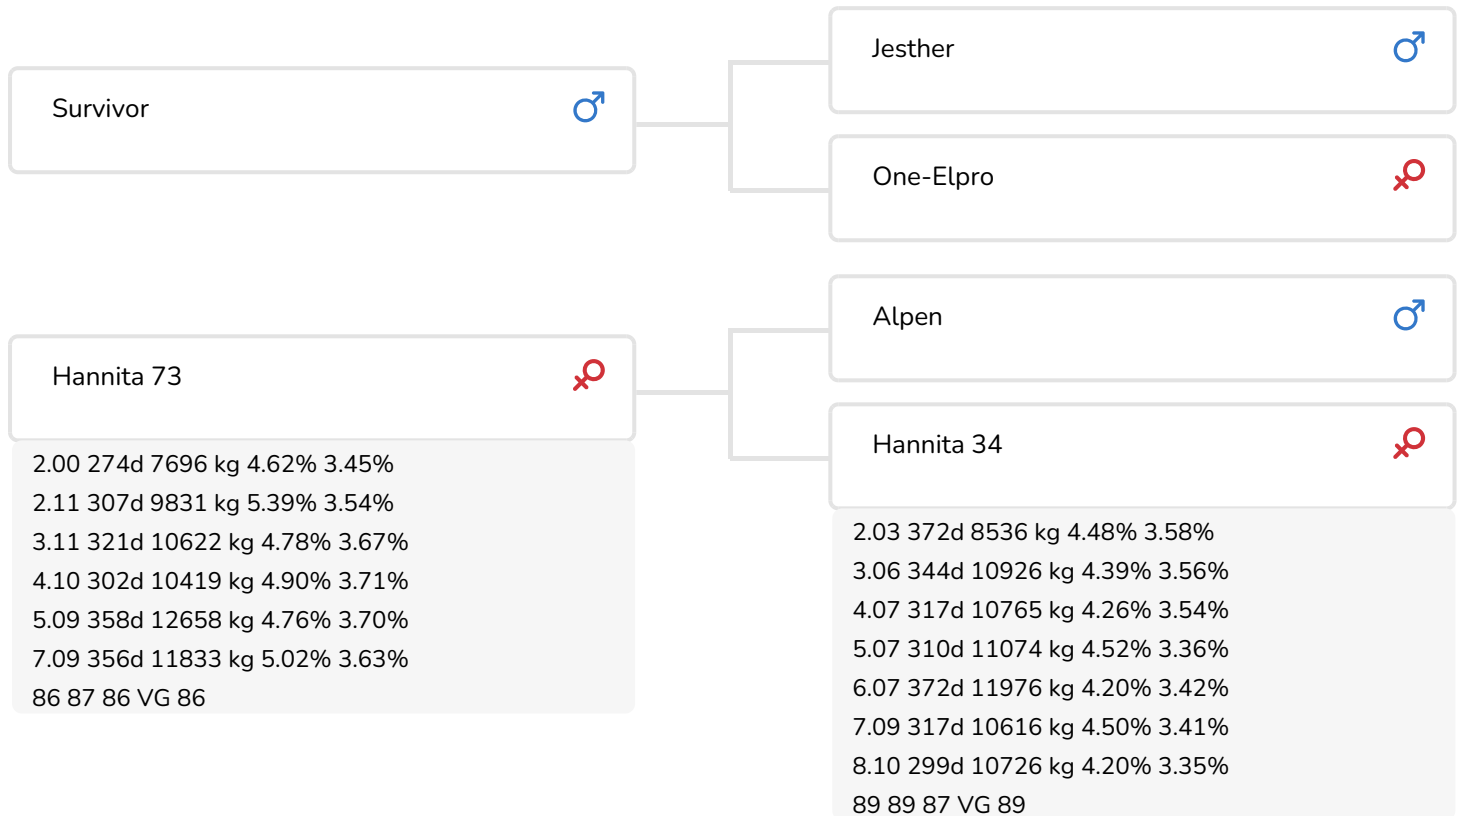 Survivor
Jesther
One-Elpro
Hannita 73
2.00 274d 7696 kg 4.62% 3.45%
2.11 307d 9831 kg 5.39% 3.54%
3.11 321d 10622 kg 4.78% 3.67%
4.10 302d 10419 kg 4.90% 3.71%
5.09 358d 12658 kg 4.76% 3.70%
7.09 356d 11833 kg 5.02% 3.63%
86 87 86 VG 86
Alpen
Hannita 34
2.03 372d 8536 kg 4.48% 3.58%
3.06 344d 10926 kg 4.39% 3.56%
4.07 317d 10765 kg 4.26% 3.54%
5.07 310d 11074 kg 4.52% 3.36%
6.07 372d 11976 kg 4.20% 3.42%
7.09 317d 10616 kg 4.50% 3.41%
8.10 299d 10726 kg 4.20% 3.35%
89 89 87 VG 89